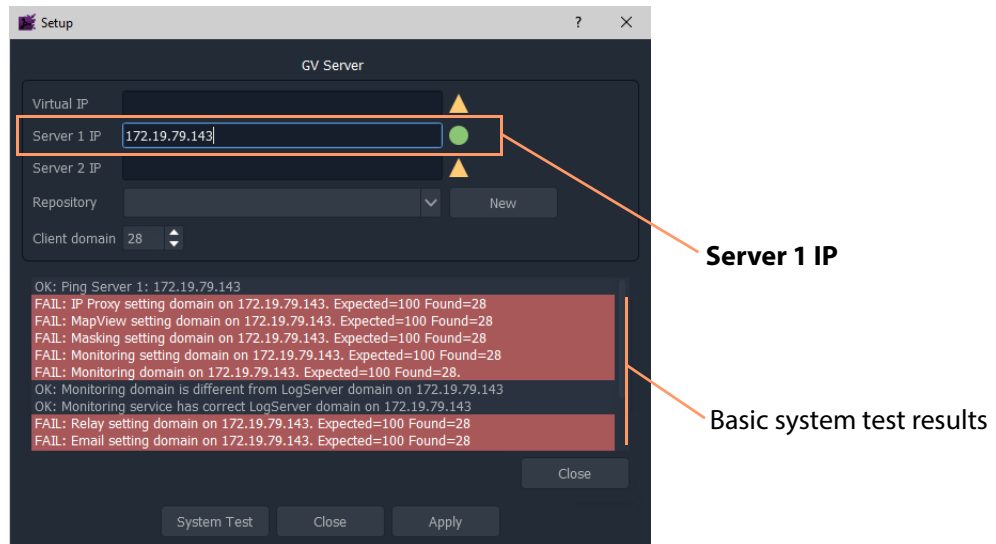 Setup
?
GV Server
Virtual IP
Server 1 IP 172.19.79.143
Server 2 IP
Repository New
Client domain 28
Server 1 IP
OK: Ping Server 1: 172.19.79.143
FAIL: IP Proxy setting domain on 172.19.79.143. Expected=100 Found=28
FAIL: MapView setting domain on 172.19.79.143. Expected=100 Found=28
FAIL: Masking setting domain on 172.19.79.143. Expected=100 Found=28
FAIL: Monitoring setting domain on 172.19.79.143. Expected=100 Found=28
FAIL: Monitoring domain on 172.19.79.143. Expected=100 Found=28.
OK: Monitoring domain is different from LogServer domain on 172.19.79.143
OK: Monitoring service has correct LogServer domain on 172.19.79.143
FAIL: Relay setting domain on 172.19.79.143. Expected=100 Found=28
FAIL: Email setting domain on 172.19.79.143. Expected=100 Found=28
Basic system test results
Close
System Test Close Apply